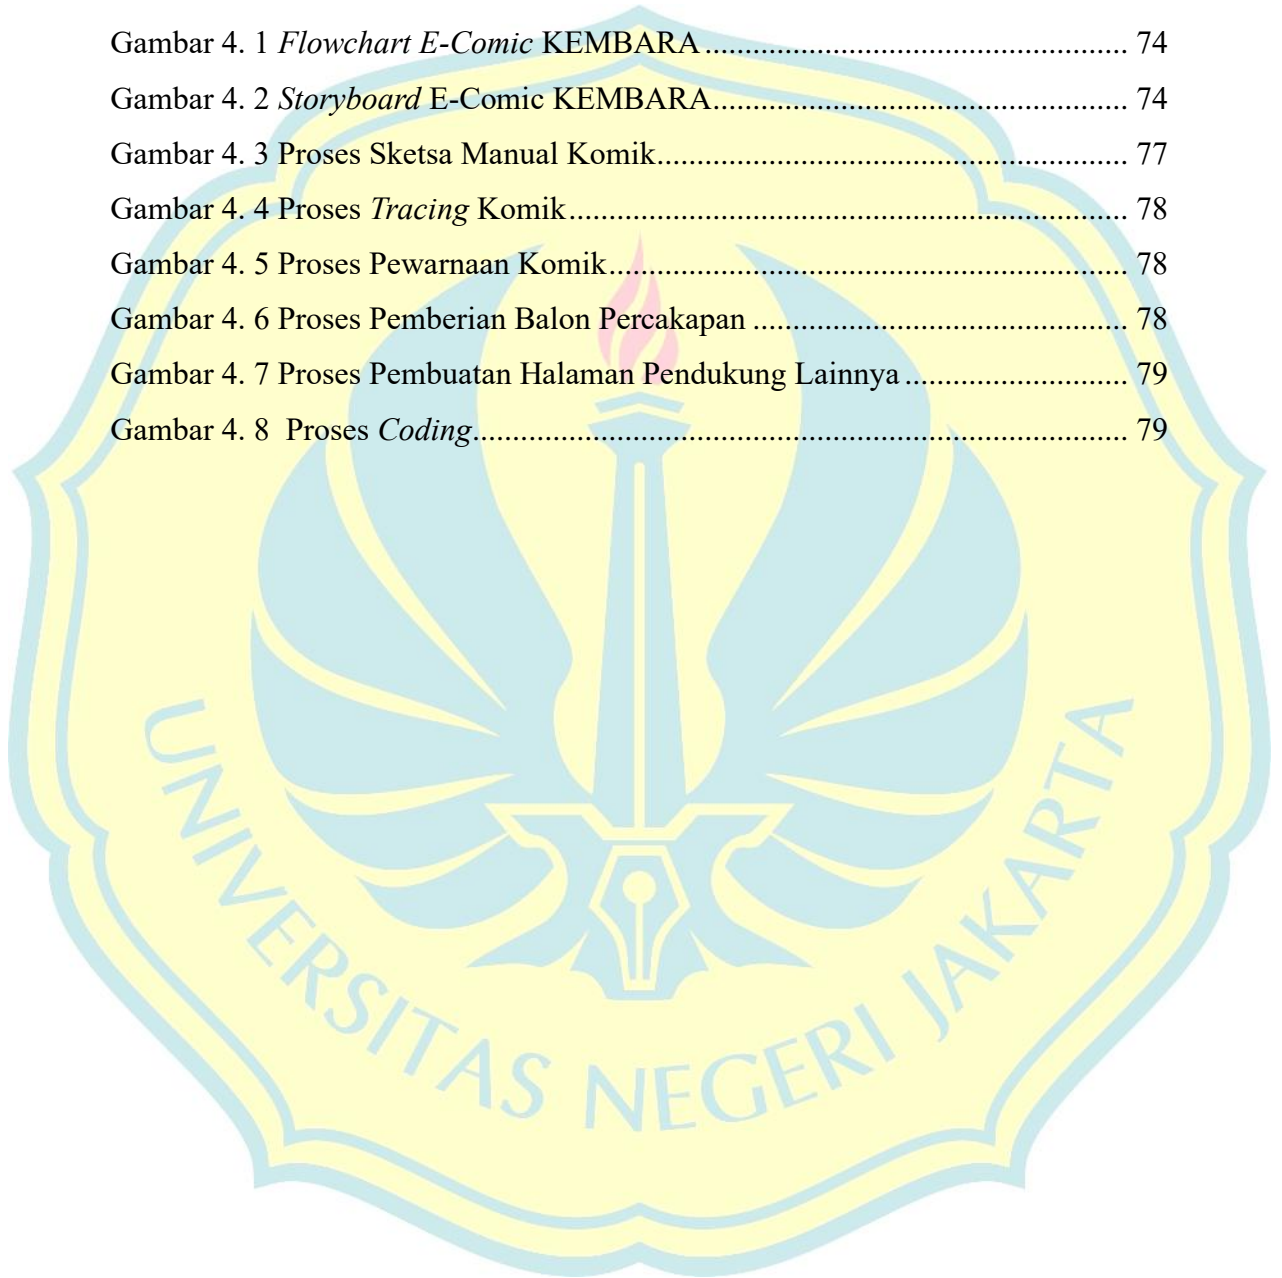 Gambar 4. 1 Flowchart E-Comic KEMBARA.................................................... 74
Gambar 4. 2 Storyboard E-Comic KEMBARA.................................................... 74
Gambar 4. 3 Proses Sketsa Manual Komik.......................................................... 77
Gambar 4. 4 Proses Tracing Komik..................................................................... 78
Gambar 4. 5 Proses Pewarnaan Komik................................................................ 78
Gambar 4. 6 Proses Pemberian Balon Percakapan .............................................. 78
Gambar 4. 7 Proses Pembuatan Halaman Pendukung Lainnya ........................... 79
Gambar 4. 8  Proses Coding................................................................................. 79
UNIVERSITAS NEGERI JAKARTA